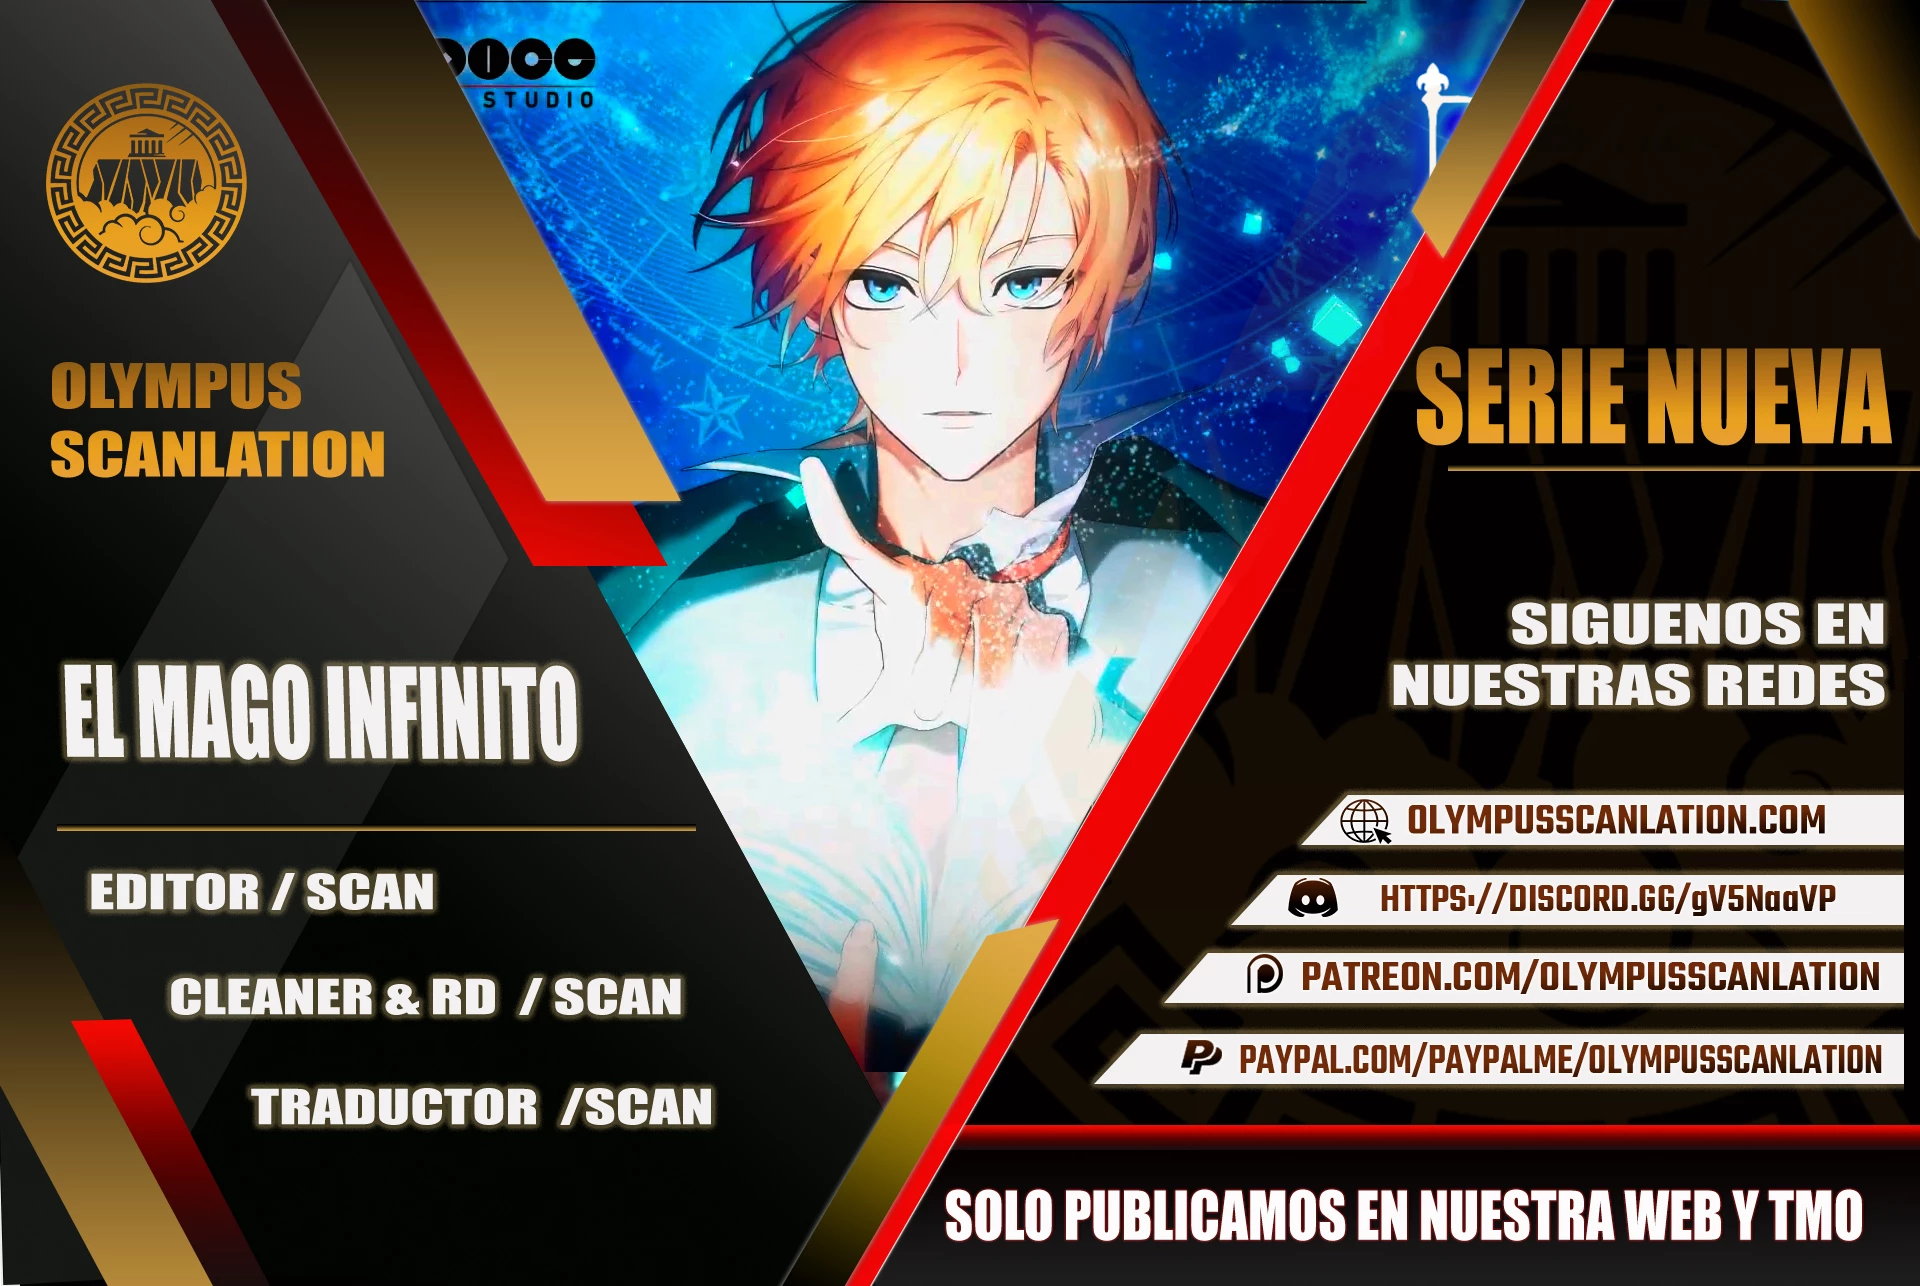 STUDIO
OLYMPUS
SCANLATION
EL MAGO INFINITO
EDITOR / SCAN
CLEANER & RD / SCAN
TRADUCTOR /SCAN
SERIE NUEVA
SIGUENOS EN
NUESTRAS REDES
OLYMPUSSCANLATION.COM
HTTPS://DISCORD.GG/gV5NaaVP
PATREON.COM/OLYMPUSSCANLATION
PAYPAL.COM/PAYPALME/OLYMPUSSCANLATION
SOLO PUBLICAMOS EN NUESTRA WEB Y TMO